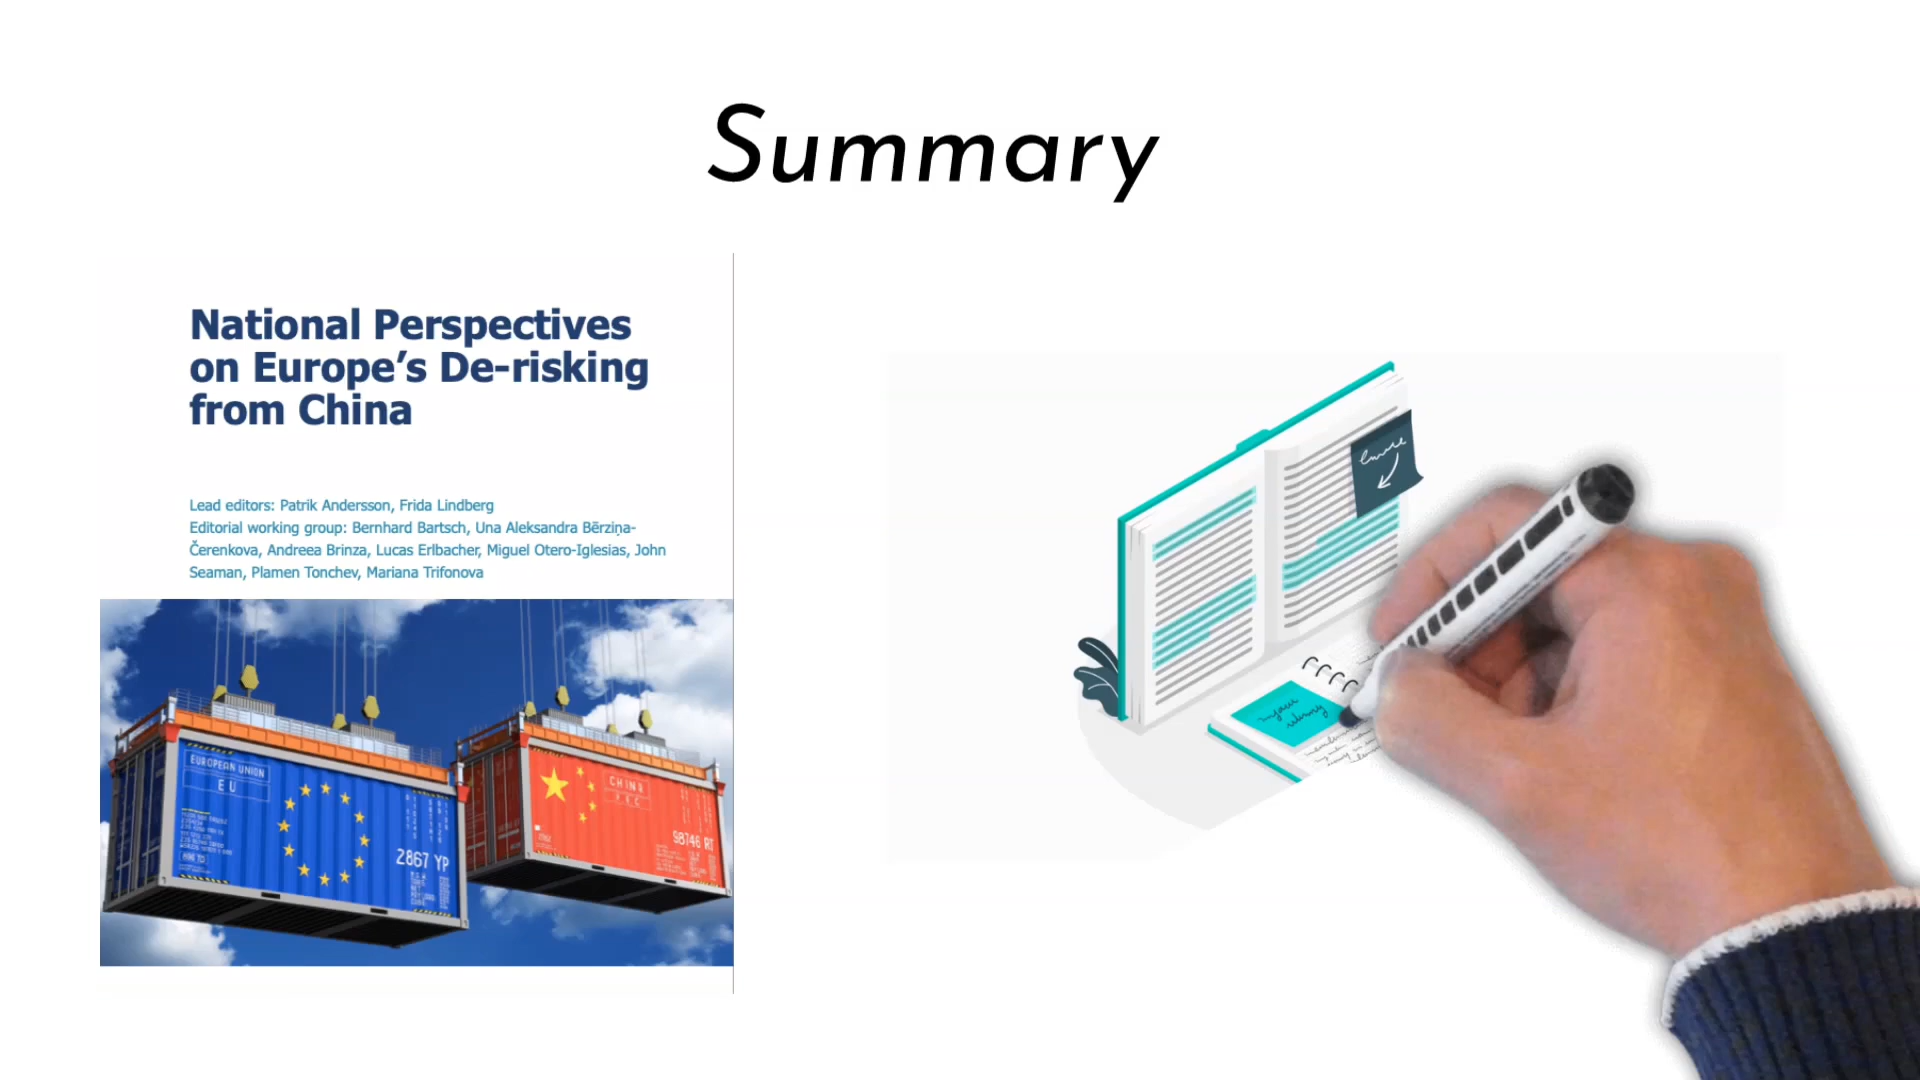 Summary
National Perspectives
on Europe’s De-risking
from China
Lead editors: Patrik Andersson, Frida Lindberg
Editorial working group: Bernhard Bartsch, Una Aleksandra Bērziņa-
Čerenkova, Andreea Brinza, Lucas Erlbacher, Miguel Otero-Iglesias, John
Seaman, Plamen Tonchev, Mariana Trifonova
EUROPEAN UNION
EU
2867 YP
CHINA
PRC
98746 RT